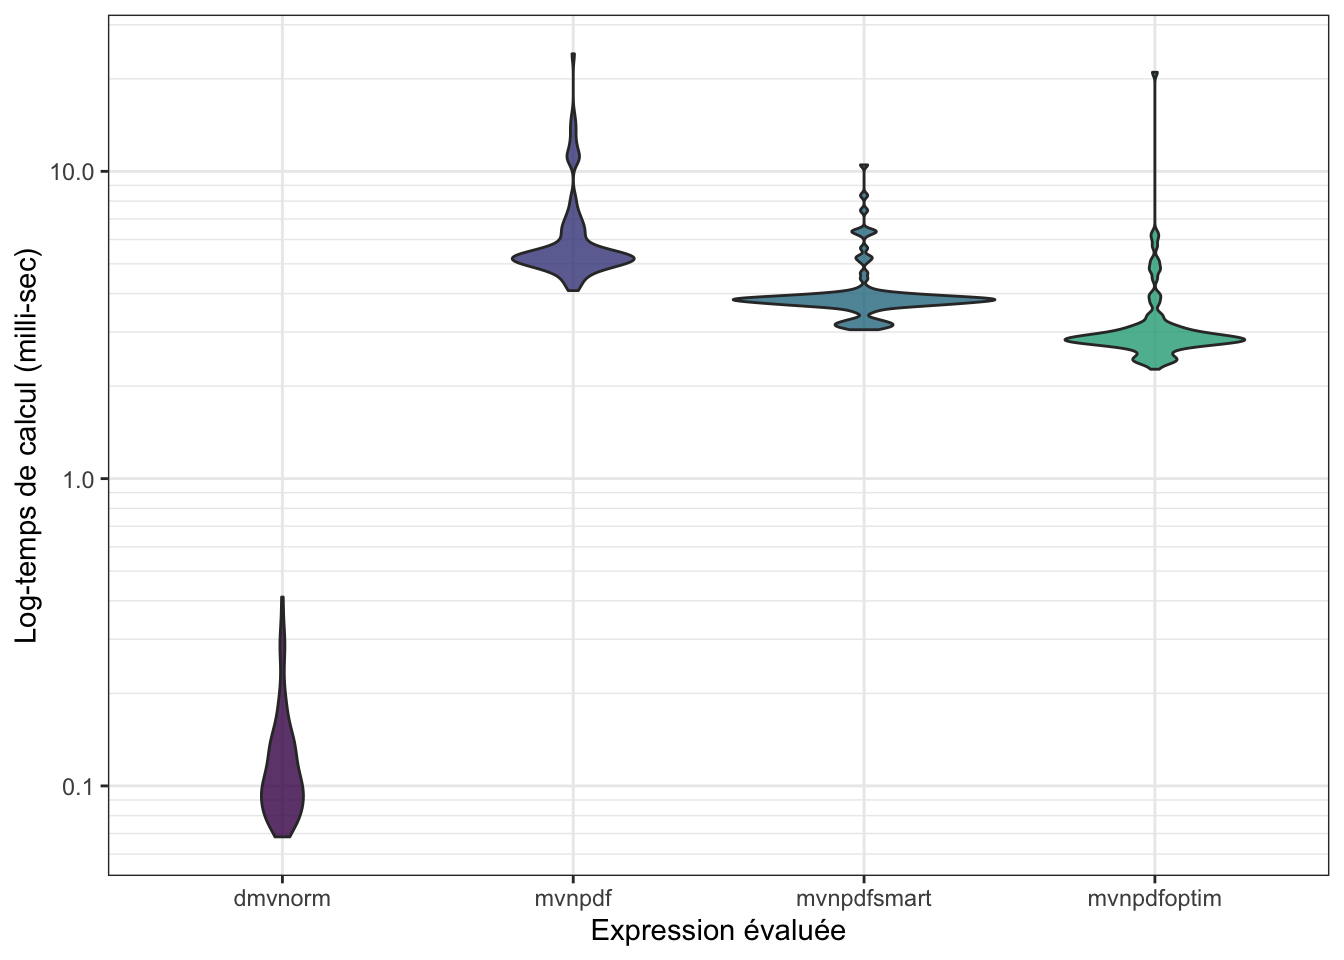 Log-temps de calcul (milli-sec)
10.0
1.0
0.1
dmvnorm
mvnpdf
mvnpdfsmart
mvnpdfoptim
Expression évaluée